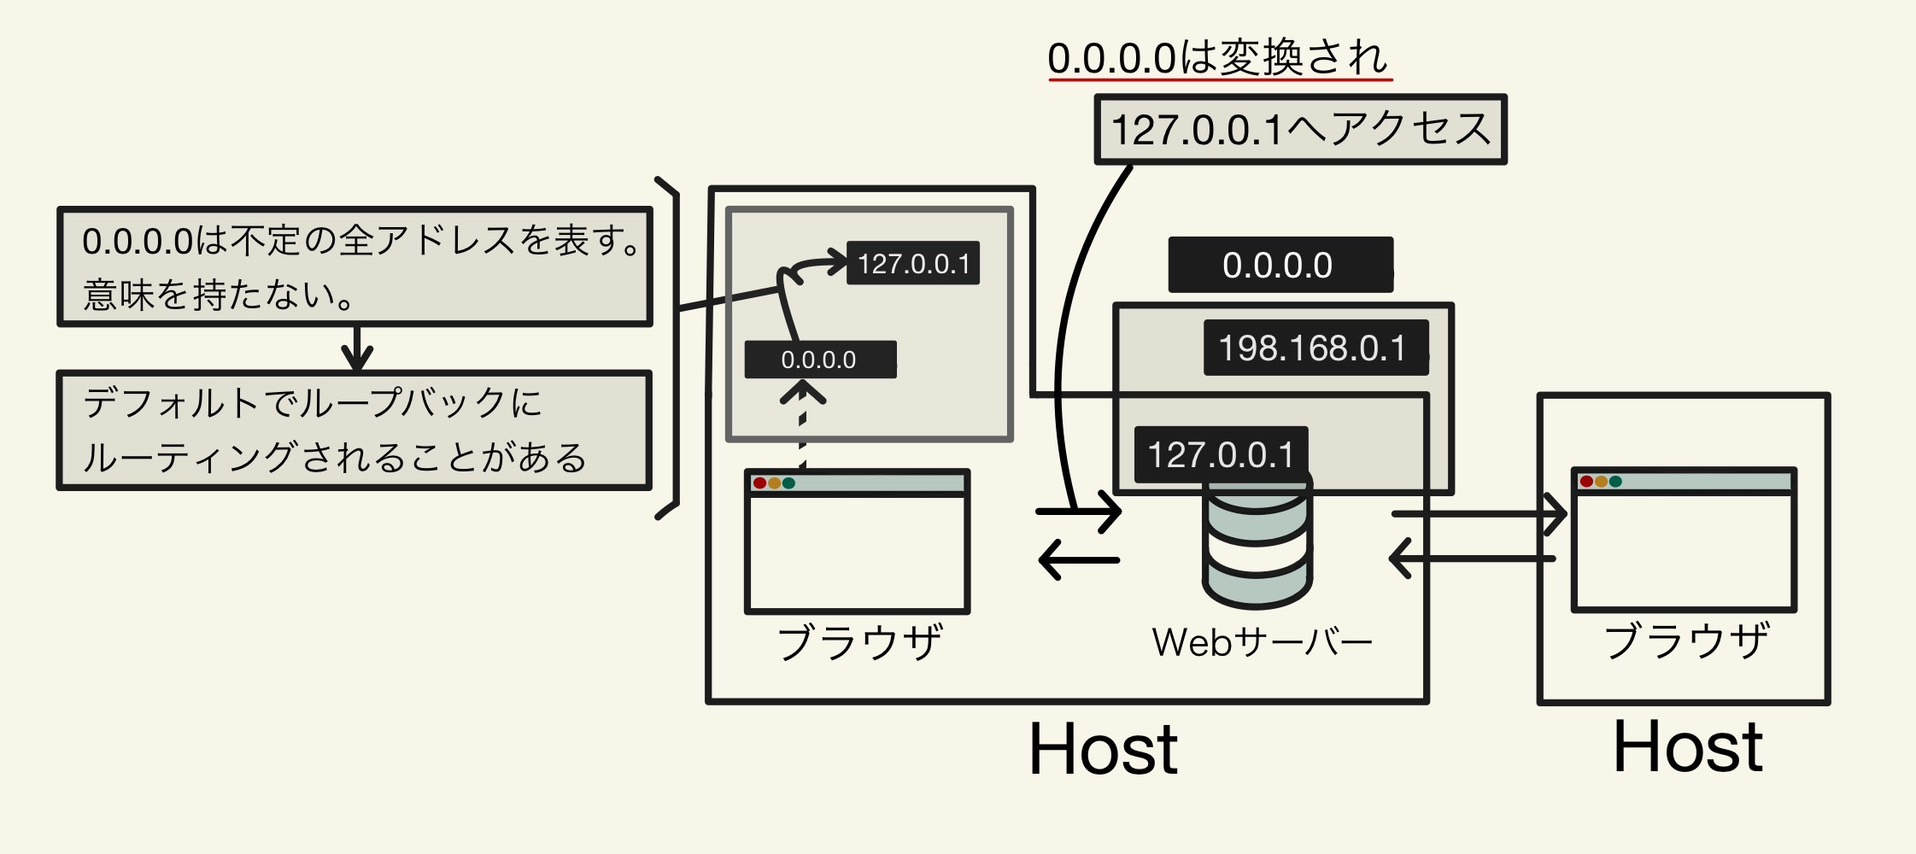 0.0.0.0は変換され
127.0.0.1へアクセス
0.0.0.0は不定の全アドレスを表す。
意味を持たない。
デフォルトでループバックに
ルーティングされることがある
127.0.0.1
0.0.0.0
0.0.0.0
198.168.0.1
127.0.0.1
ブラウザ
Webサーバー
ブラウザ
Host
Host